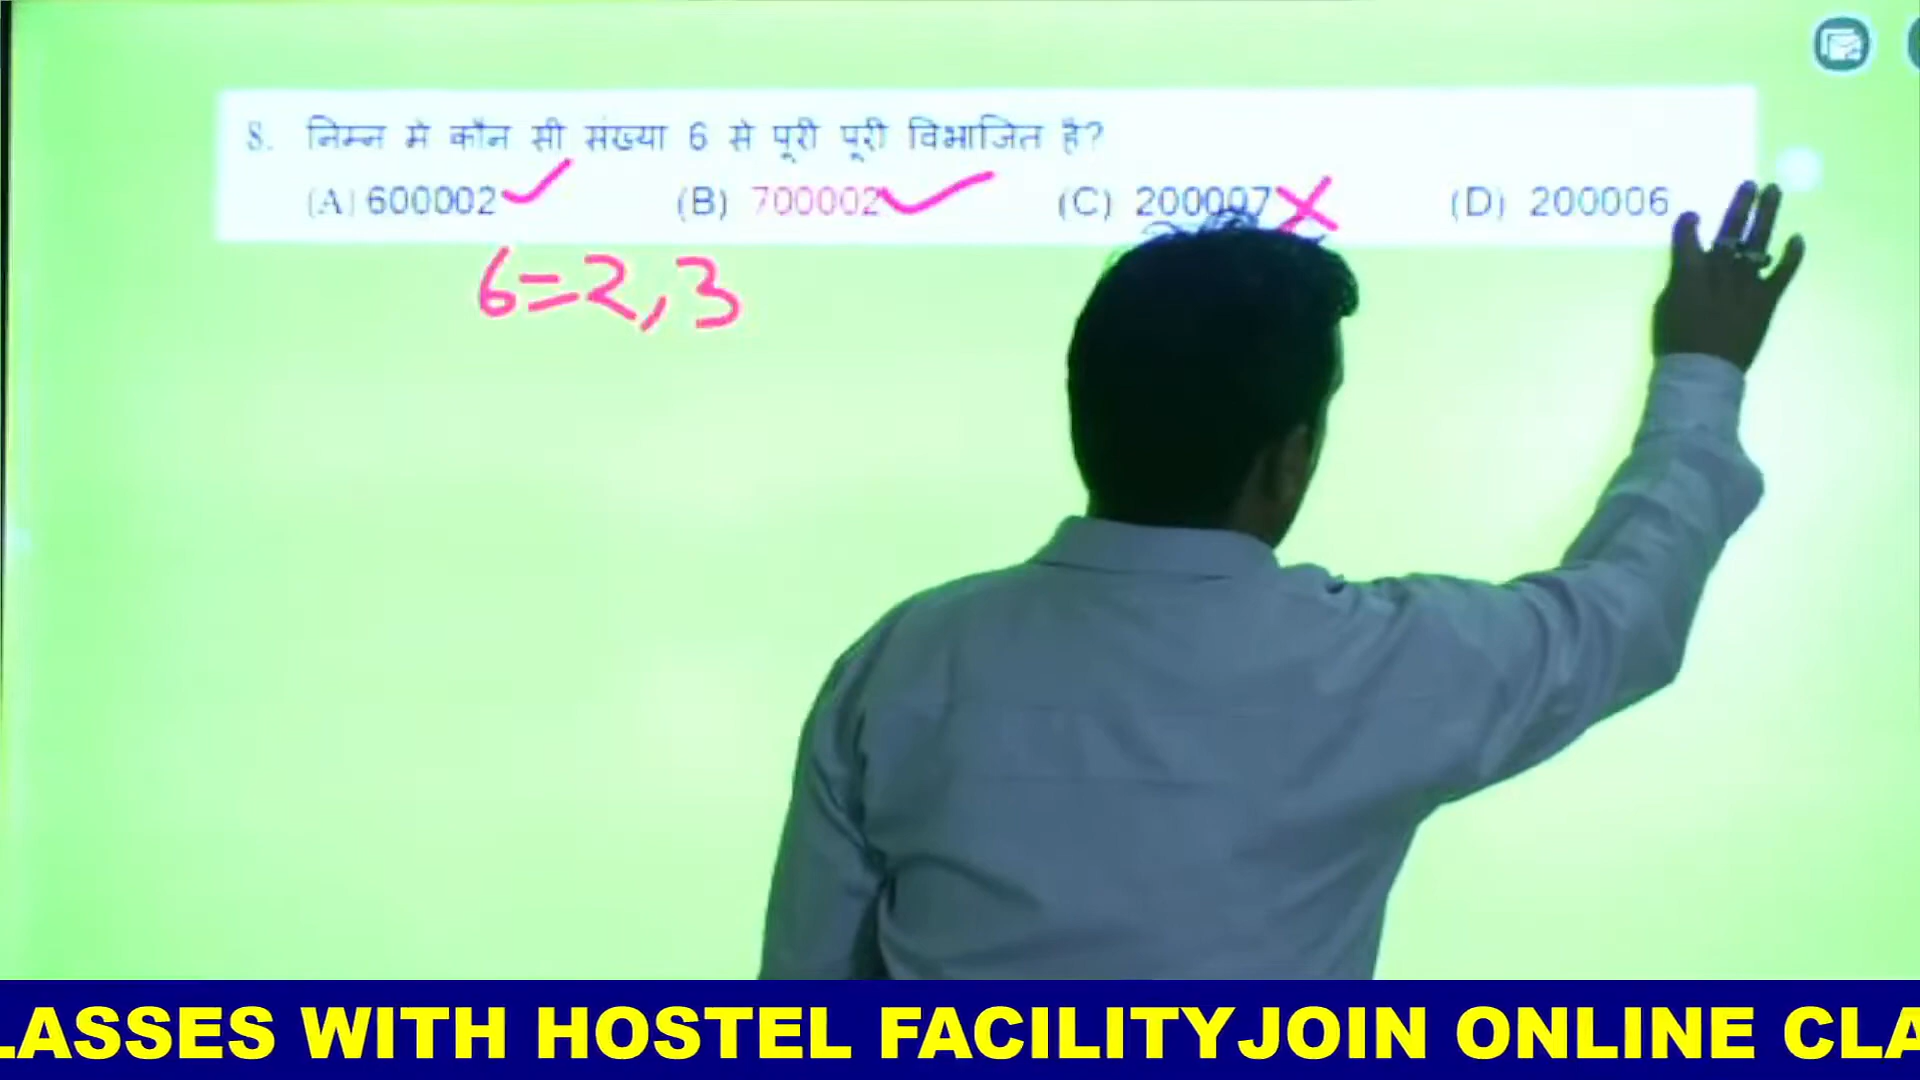 8. निम्न मे कौन सी संख्या 6 से पूरी पूरी विभाजित है?
(A) 600002 (B) 700002 (C) 200007 (D) 200006
6=2,3
LASSES WITH HOSTEL FACILITYJOIN ONLINE CLA